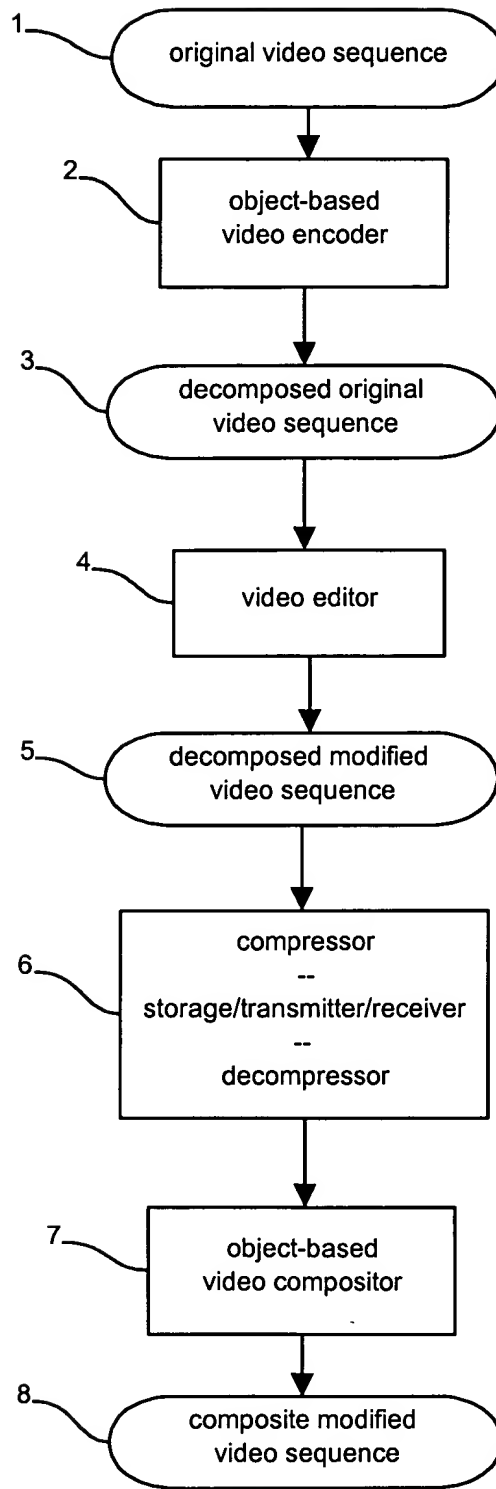 1
original video sequence
2
object-based
video encoder
3
decomposed original
video sequence
4
video editor
5
decomposed modified
video sequence
6
compressor
--
storage/transmitter/receiver
--
decompressor
7
object-based
video compositor
8
composite modified
video sequence